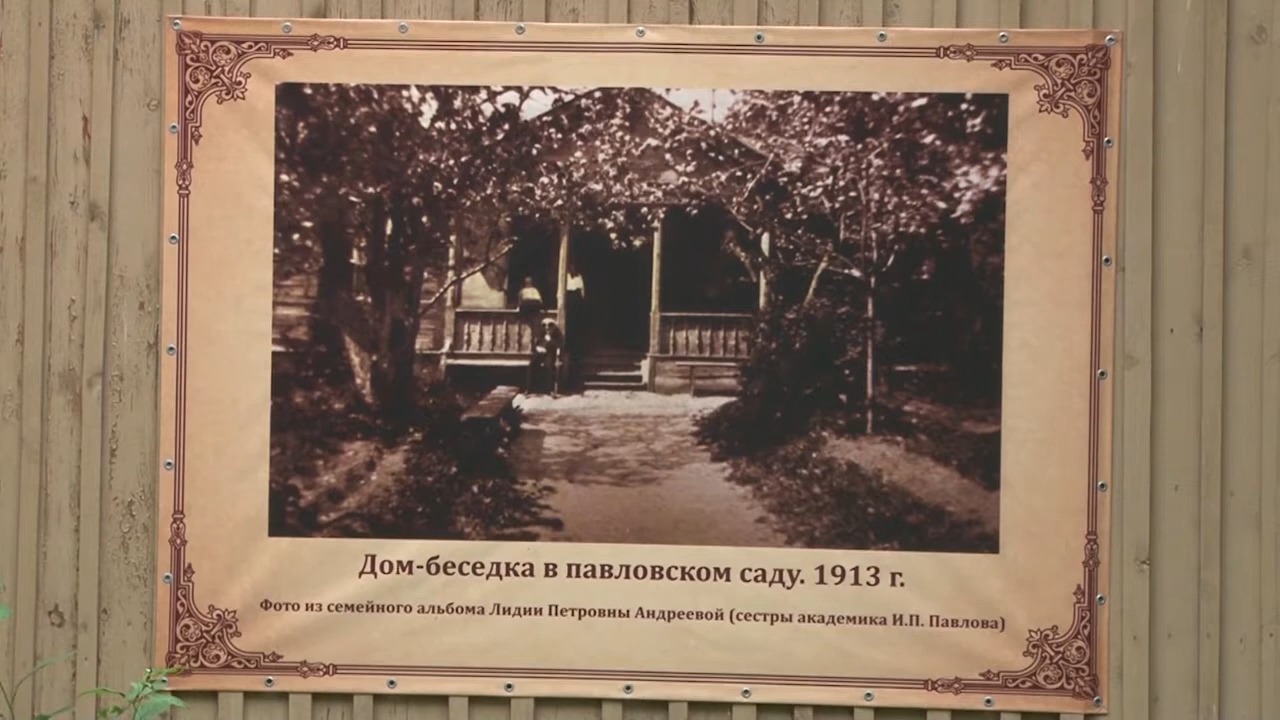 Дом-беседка в павловском саду. 1913 г.
Фото из семейного альбома Лидии Петровны Андреевой (сестры академика И.П. Павлова)